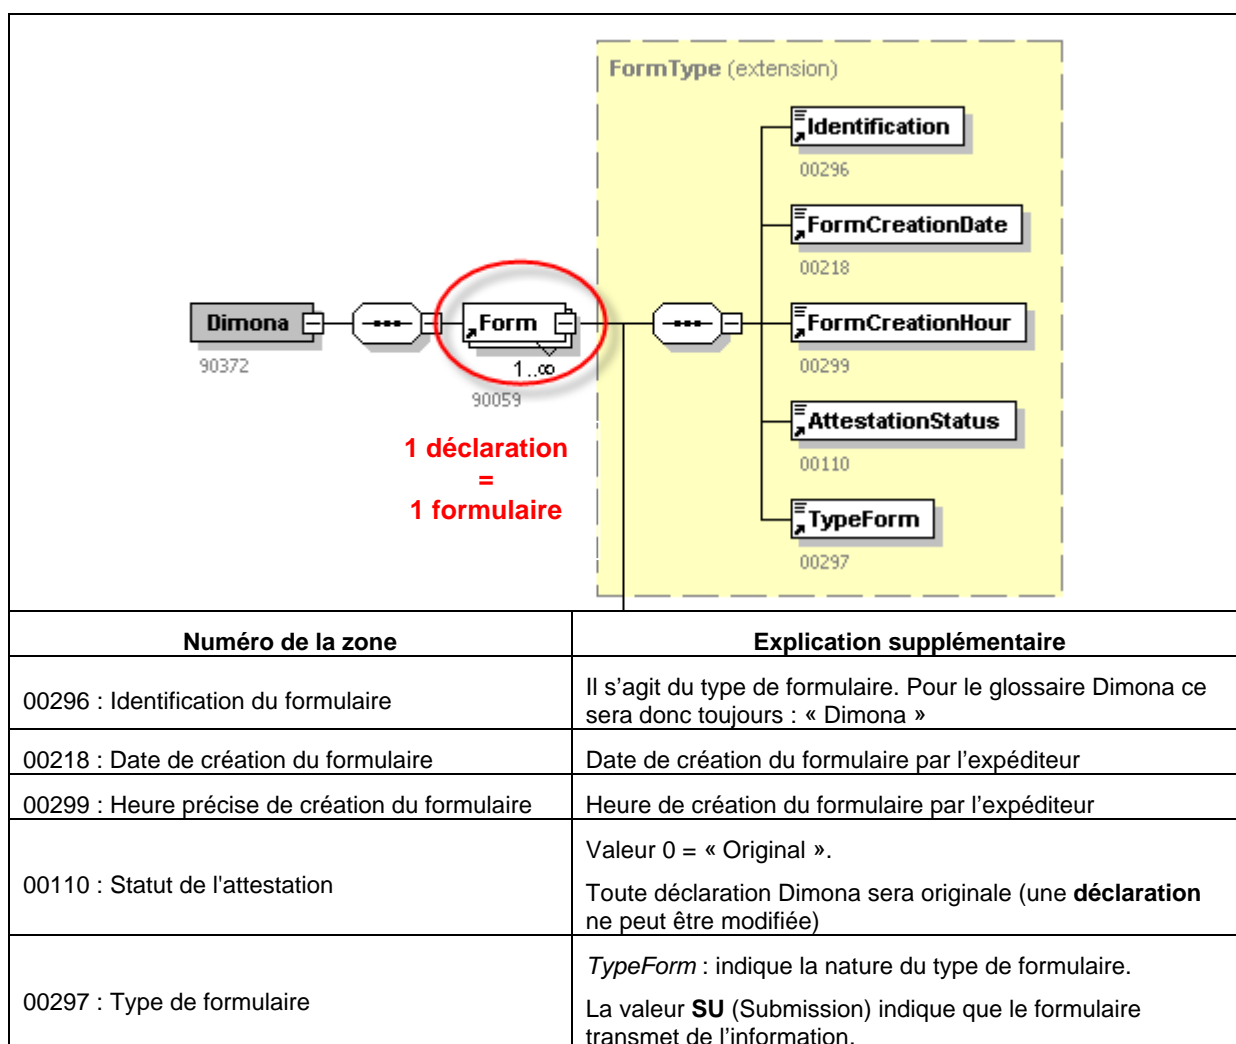 FormType (extension)
Identification
00296
FormCreationDate
00218
Dimona
90372
Form
1..∞
90059
FormCreationHour
00299
1 déclaration
=
1 formulaire
AttestationStatus
00110
TypeForm
00297
Numéro de la zone
Explication supplémentaire
00296 : Identification du formulaire
Il s’agit du type de formulaire. Pour le glossaire Dimona ce
sera donc toujours : « Dimona »
00218 : Date de création du formulaire
Date de création du formulaire par l’expéditeur
00299 : Heure précise de création du formulaire
Heure de création du formulaire par l’expéditeur
00110 : Statut de l'attestation
Valeur 0 = « Original ».
Toute déclaration Dimona sera originale (une déclaration
ne peut être modifiée)
00297 : Type de formulaire
TypeForm : indique la nature du type de formulaire.
La valeur SU (Submission) indique que le formulaire
transmet de l’information.